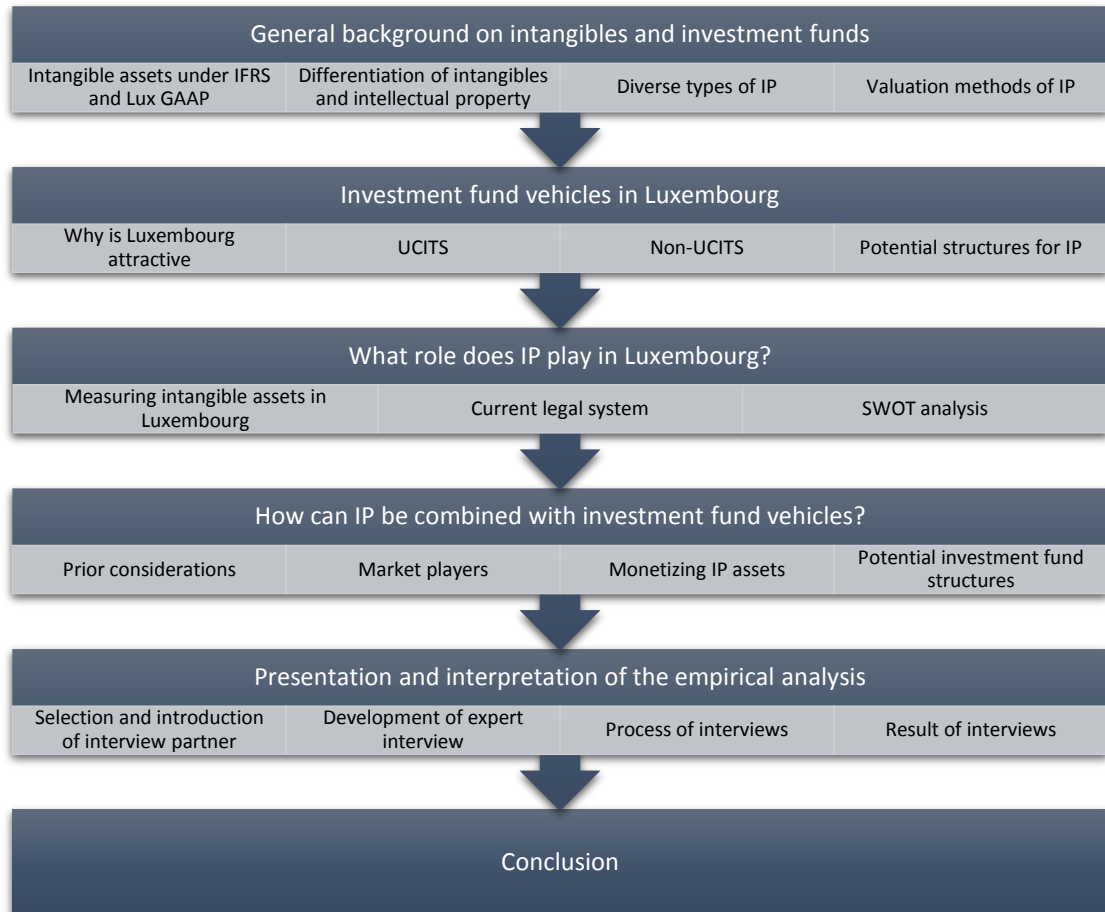 General background on intangibles and investment funds
Intangible assets under IFRS
and Lux GAAP
Differentiation of intangibles
and intellectual property
Diverse types of IP
Valuation methods of IP
Investment fund vehicles in Luxembourg
Why is Luxembourg
attractive
UCITS
Non-UCITS
Potential structures for IP
What role does IP play in Luxembourg?
Measuring intangible assets in
Luxembourg
Current legal system
SWOT analysis
How can IP be combined with investment fund vehicles?
Prior considerations
Market players
Monetizing IP assets
Potential investment fund
structures
Presentation and interpretation of the empirical analysis
Selection and introduction
of interview partner
Development of expert
interview
Process of interviews
Result of interviews
Conclusion